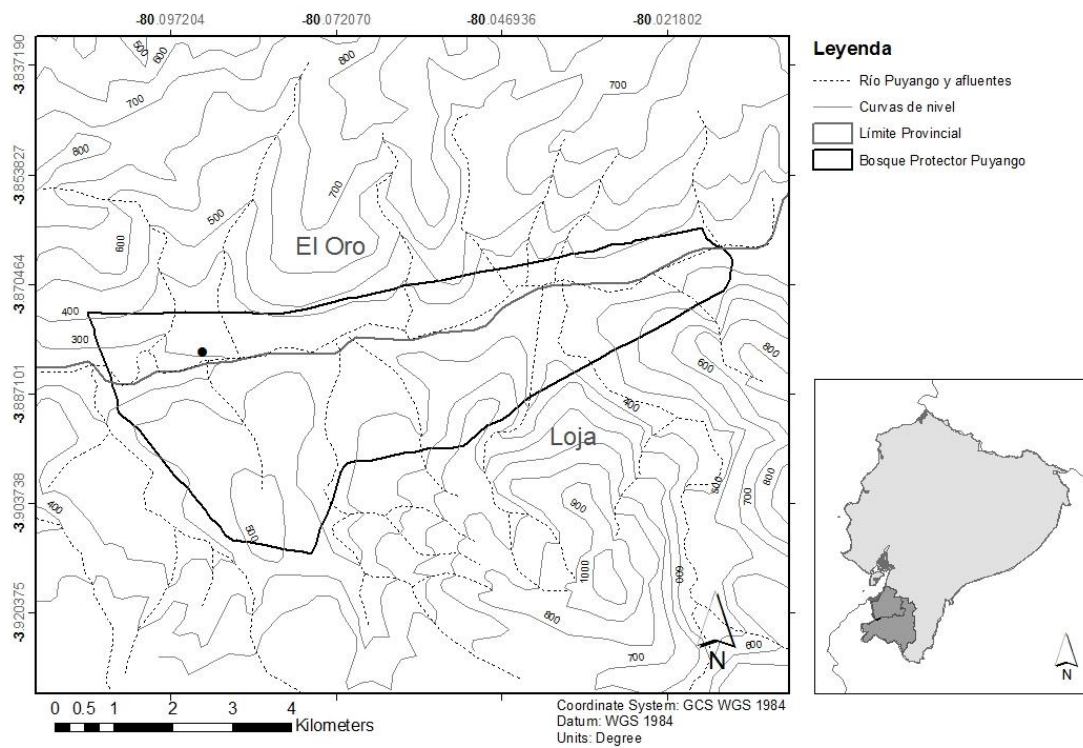 -80.097204 -80.072070 -80.046936 -80.021802
-3.837190
-3.853827
-3.870464
-3.887101
-3.903738
-3.920375
500
600
800
700
700
800
700
500
600
El Oro
400
300
800
600
400
Loja
900
1000
500
700
800
400
500
600
800
700
600
N
0 0.5 1 2 3 4
Kilometers
Coordinate System: GCS WGS 1984
Datum: WGS 1984
Units: Degree
Leyenda
Río Puyango y afluentes
Curvas de nivel
Límite Provincial
Bosque Protector Puyango
N